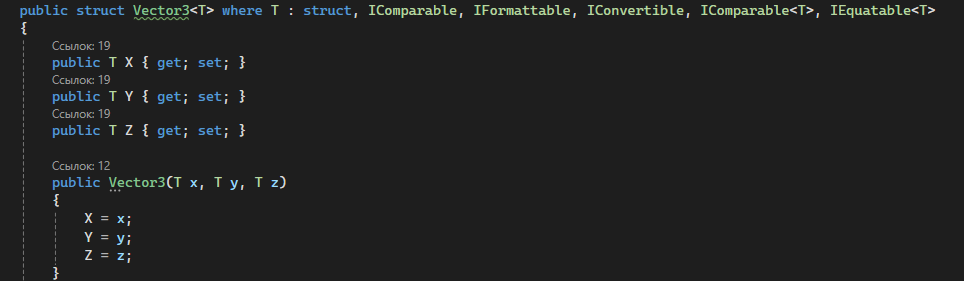 public struct Vector3<T> where T : struct, IComparable, IFormattable, IConvertible, IComparable<T>, IEquatable<T>
{
Ссылок: 19
public T X { get; set; }
Ссылок: 19
public T Y { get; set; }
Ссылок: 19
public T Z { get; set; }
Ссылок: 12
public Vector3(T x, T y, T z)
{
X = x;
Y = y;
Z = z;
}